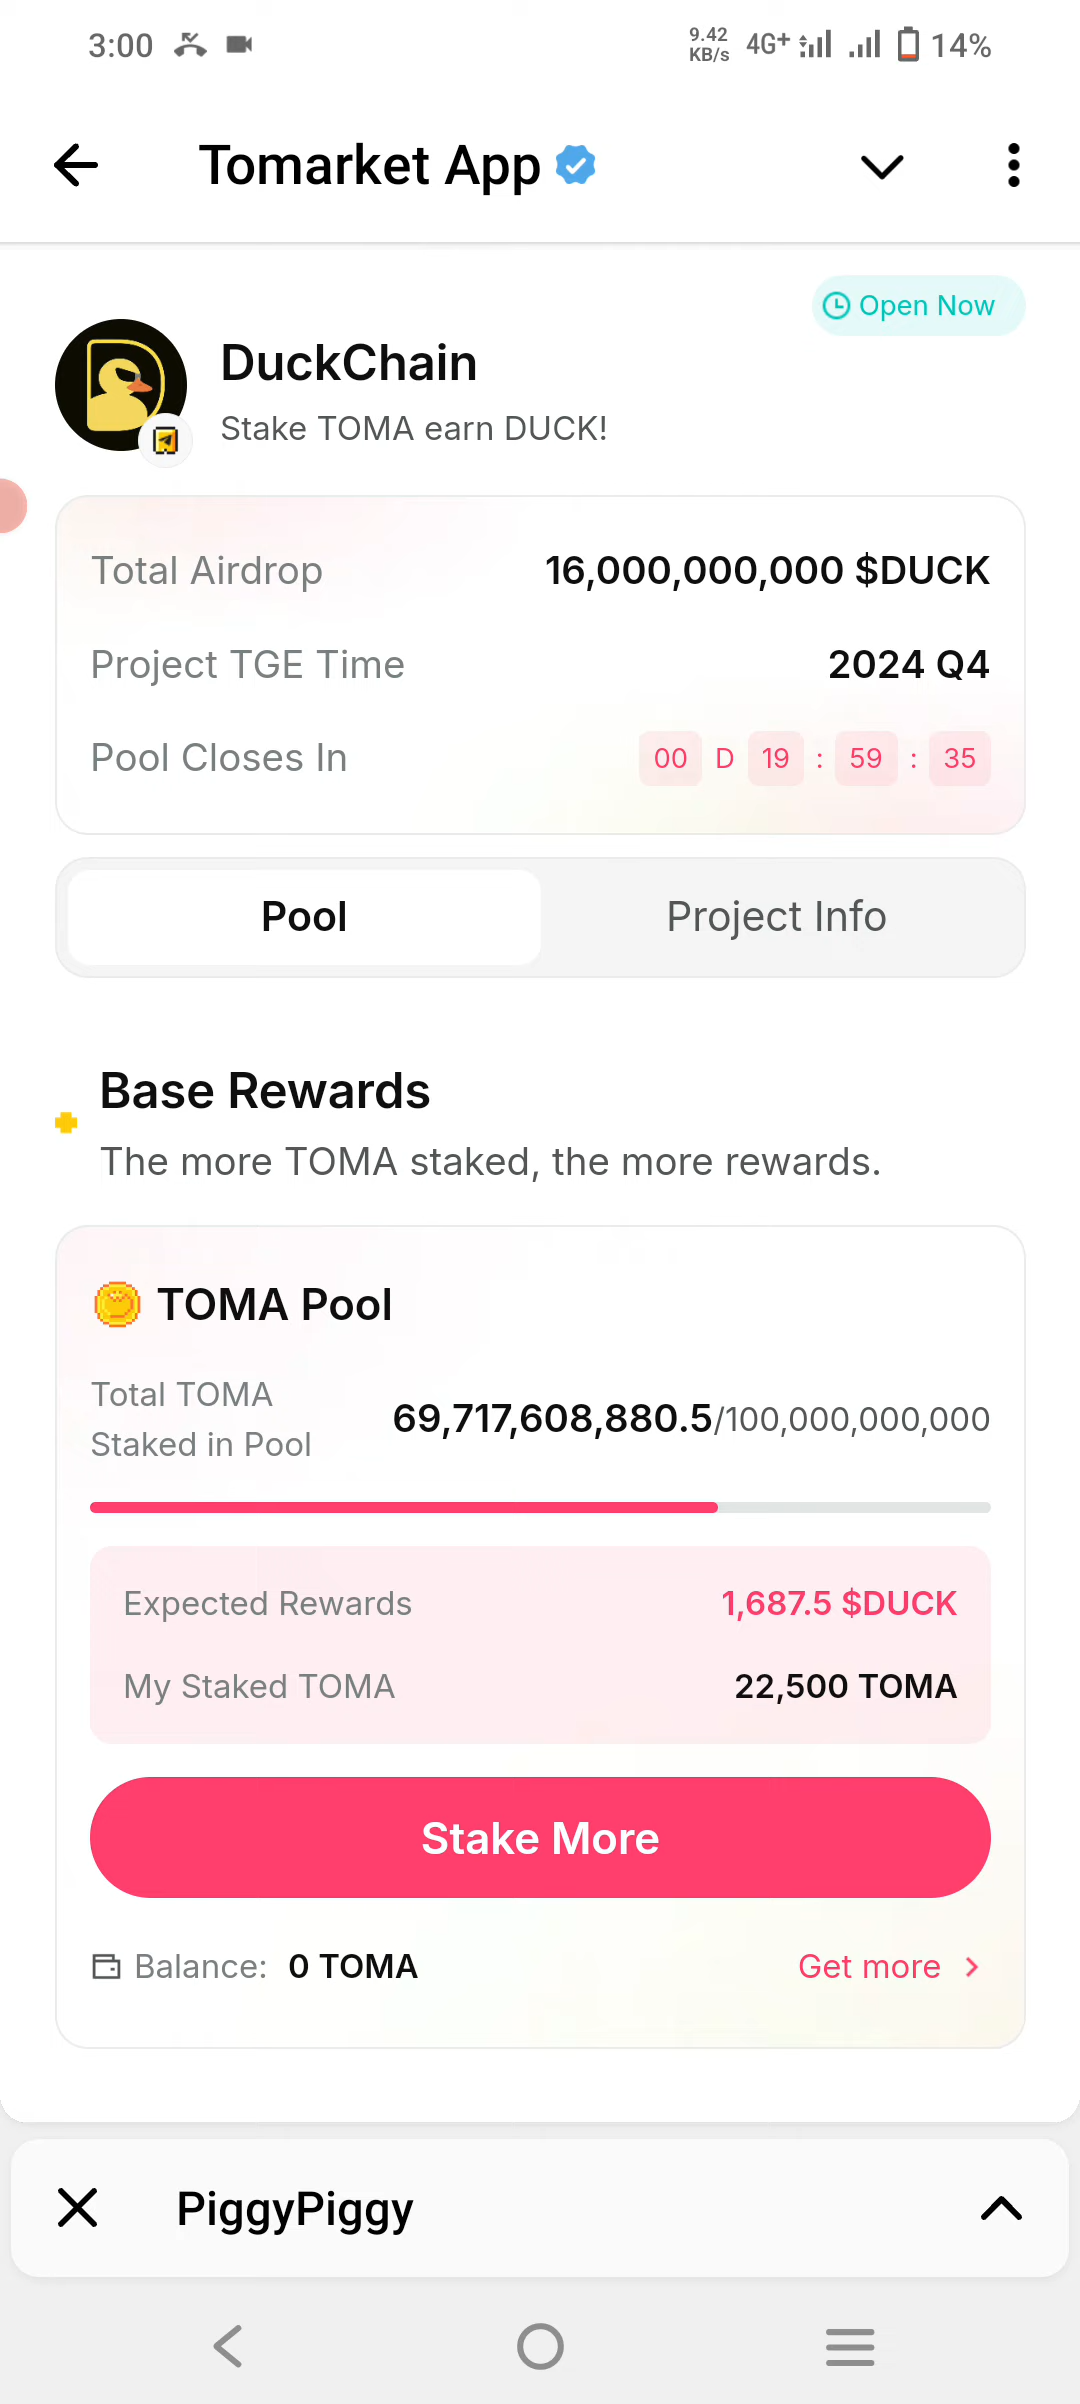 3:00
9.42 KB/s 4G+ 14%
Tomarket App
Open Now
DuckChain
Stake TOMA earn DUCK!
Total Airdrop 16,000,000,000 $DUCK
Project TGE Time 2024 Q4
Pool Closes In 00 D 19 : 59 : 35
Pool Project Info
Base Rewards
The more TOMA staked, the more rewards.
TOMA Pool
Total TOMA
Staked in Pool
69,717,608,880.5/100,000,000,000
Expected Rewards 1,687.5 $DUCK
My Staked TOMA 22,500 TOMA
Stake More
Balance: 0 TOMA Get more
PiggyPiggy